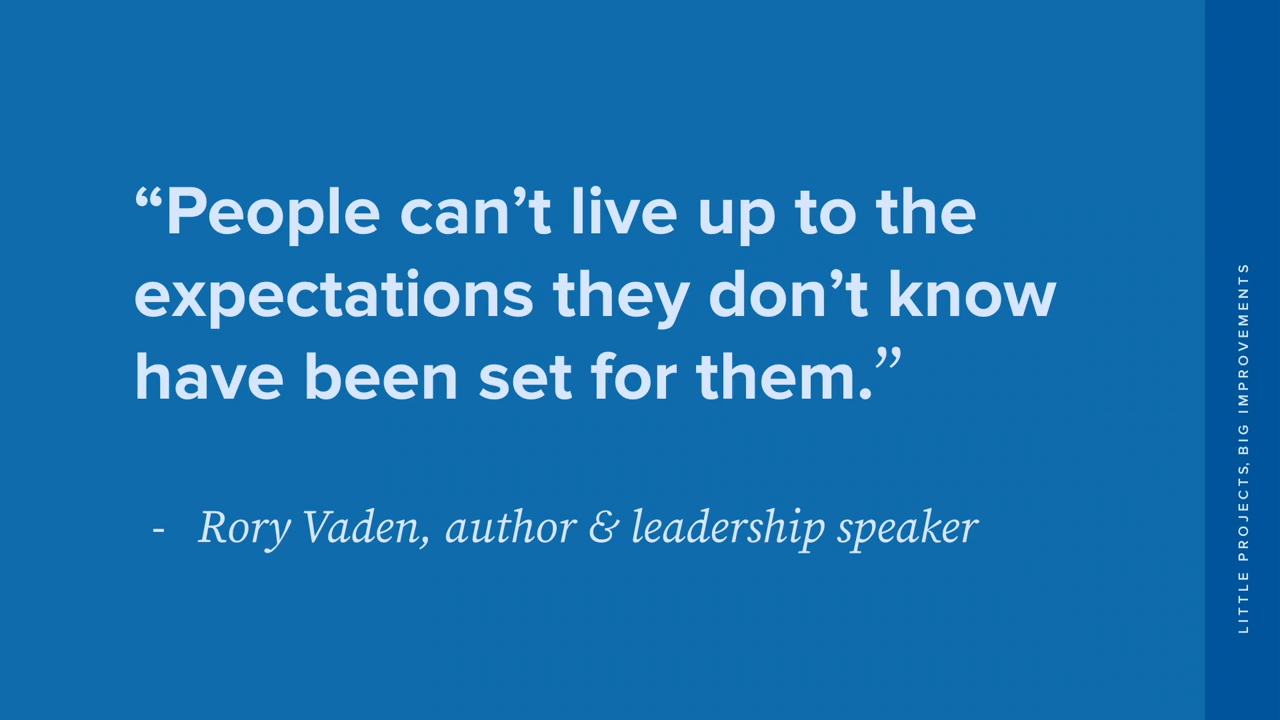 “People can’t live up to the
expectations they don’t know
have been set for them.”
- Rory Vaden, author & leadership speaker
LITTLE PROJECTS, BIG IMPROVEMENTS